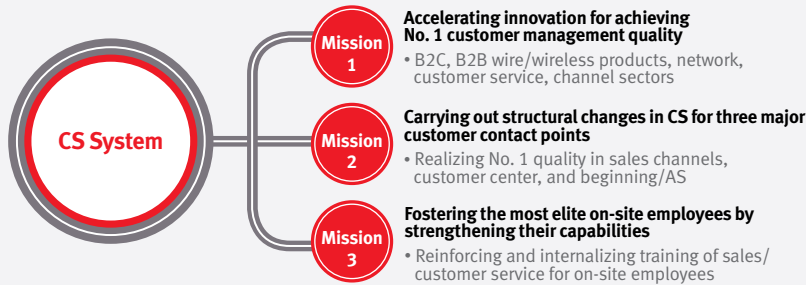 CS System
Mission
1
Accelerating innovation for achieving
No. 1 customer management quality
• B2C, B2B wire/wireless products, network,
customer service, channel sectors
Mission
2
Carrying out structural changes in CS for three major
customer contact points
• Realizing No. 1 quality in sales channels,
customer center, and beginning/AS
Mission
3
Fostering the most elite on-site employees by
strengthening their capabilities
• Reinforcing and internalizing training of sales/
customer service for on-site employees